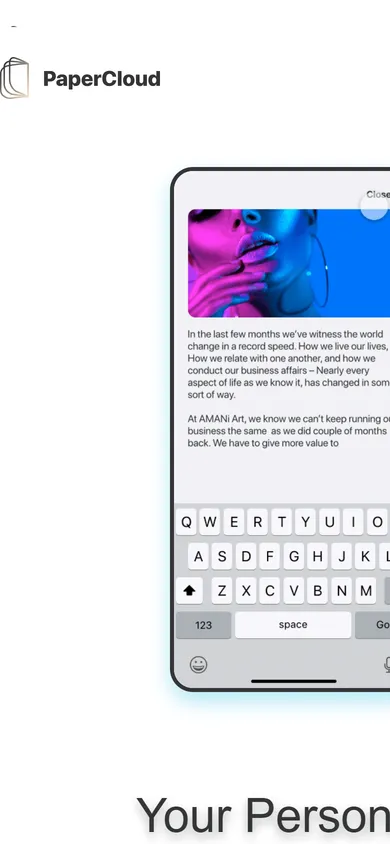 PaperCloud
Close
In the last few months we've witness the world
change in a record speed. How we live our lives,
How we relate with one another, and how we
conduct our business affairs – Nearly every
aspect of life as we know it, has changed in som
sort of way.
At AMANi Art, we know we can't keep running ou
business the same as we did couple of months
back. We have to give more value to
Q W E R T Y U I O
A S D F G H J K L
Z X C V B N M
123 space Go
Your Person